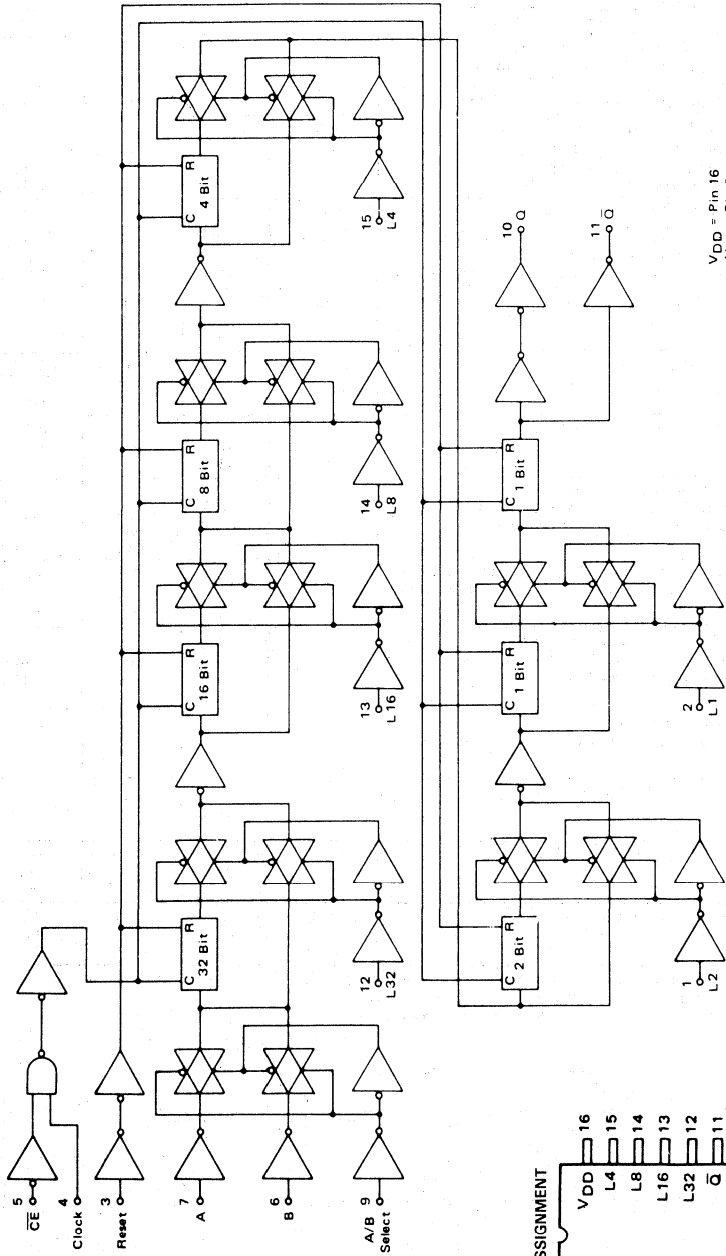 5
CE
4
Clock
3
Reset
7
A
6
B
9
A/B
Select
C
32 Bit
R
12
L32
C
16 Bit
R
13
L 16
C
8 Bit
R
14
L8
C
4 Bit
R
15
L4
C
2 Bit
R
1
L2
C
1 Bit
R
2
L1
C
1 Bit
R
10
Q
11
Q̅
VDD = Pin 16
SSIGNMENT
VDD 16
L4 15
L8 14
L16 13
L32 12
Q̅ 11